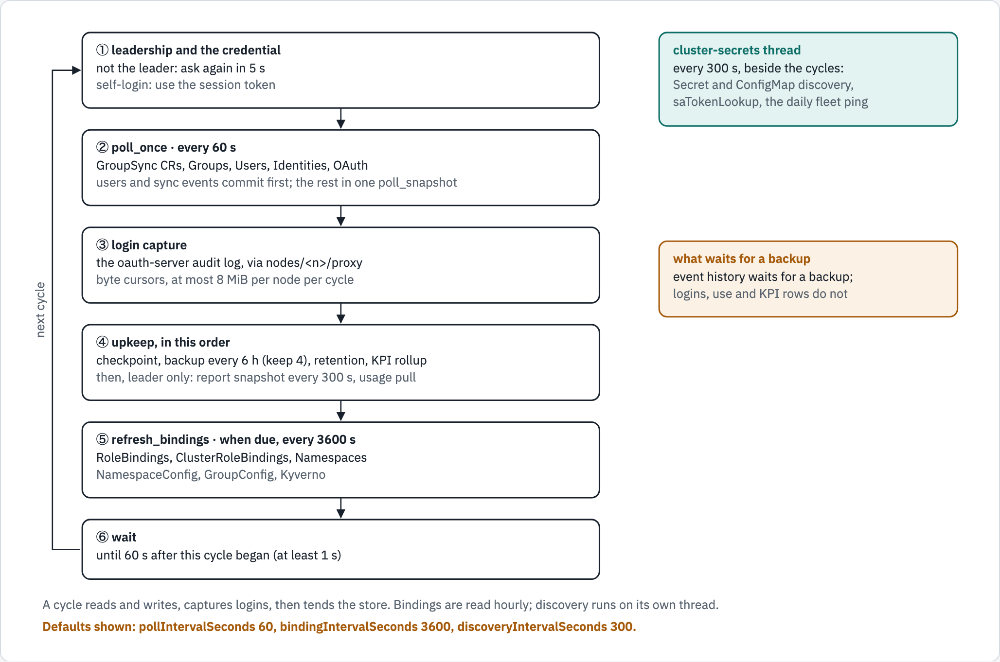 ① leadership and the credential
not the leader: ask again in 5 s
self-login: use the session token
② poll_once · every 60 s
GroupSync CRs, Groups, Users, Identities, OAuth
users and sync events commit first; the rest in one poll_snapshot
③ login capture
the oauth-server audit log, via nodes/<n>/proxy
byte cursors, at most 8 MiB per node per cycle
④ upkeep, in this order
checkpoint, backup every 6 h (keep 4), retention, KPI rollup
then, leader only: report snapshot every 300 s, usage pull
⑤ refresh_bindings · when due, every 3600 s
RoleBindings, ClusterRoleBindings, Namespaces
NamespaceConfig, GroupConfig, Kyverno
⑥ wait
until 60 s after this cycle began (at least 1 s)
next cycle
cluster-secrets thread
every 300 s, beside the cycles:
Secret and ConfigMap discovery,
saTokenLookup, the daily fleet ping
what waits for a backup
event history waits for a backup;
logins, use and KPI rows do not
A cycle reads and writes, captures logins, then tends the store. Bindings are read hourly; discovery runs on its own thread.
Defaults shown: pollIntervalSeconds 60, bindingIntervalSeconds 3600, discoveryIntervalSeconds 300.